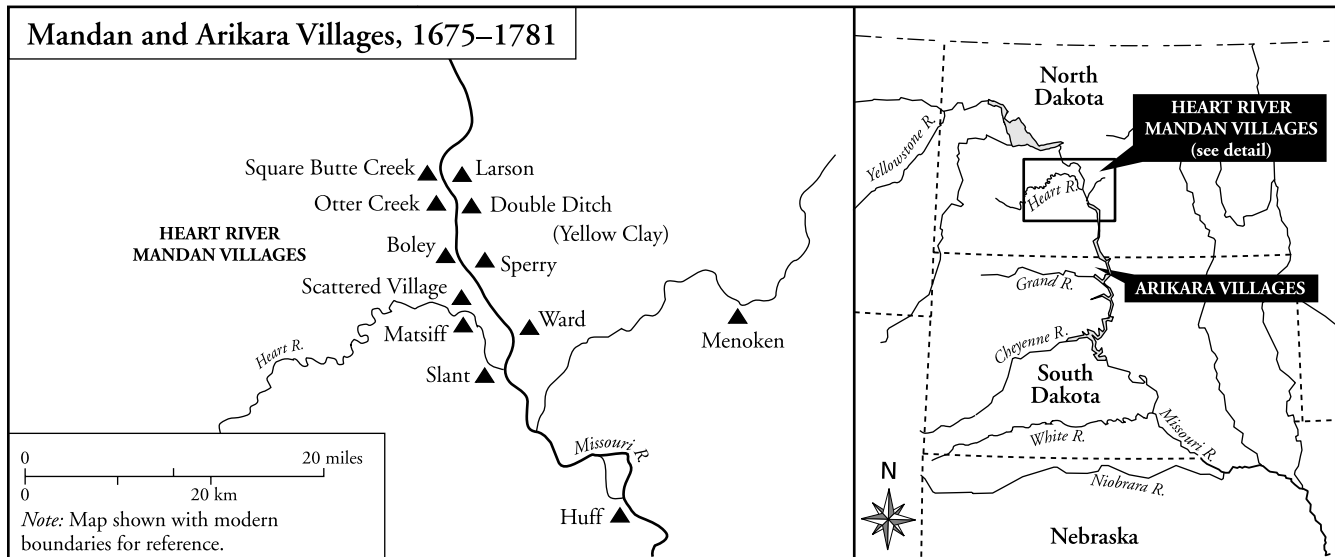 Mandan and Arikara Villages, 1675–1781
Square Butte Creek
Larson
Otter Creek
Double Ditch
(Yellow Clay)
HEART RIVER
MANDAN VILLAGES
Boley
Sperry
Scattered Village
Ward
Matsiff
Menoken
Heart R.
Slant
Missouri R.
Huff
0
20 miles
0
20 km
Note: Map shown with modern
boundaries for reference.
North
Dakota
HEART RIVER
MANDAN VILLAGES
(see detail)
Yellowstone R.
Heart R.
ARIKARA VILLAGES
Grand R.
Cheyenne R.
South
Dakota
Missouri R.
White R.
N
Niobrara R.
Nebraska